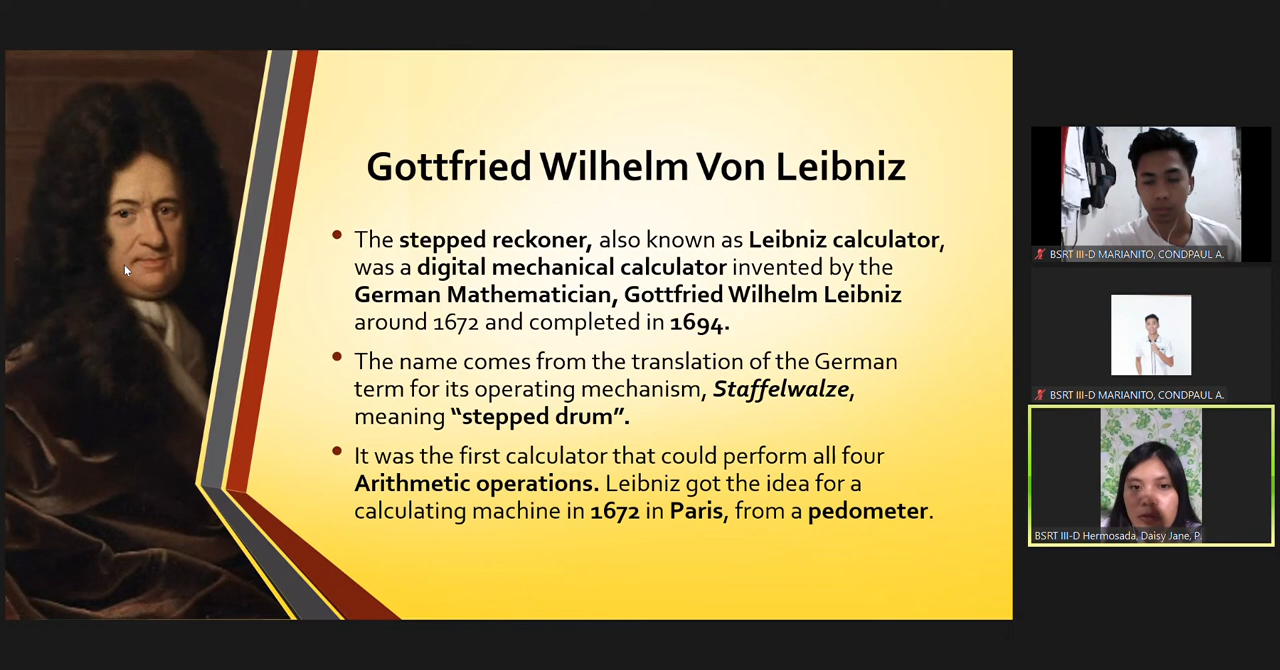 Gottfried Wilhelm Von Leibniz
• The stepped reckoner, also known as Leibniz calculator,
was a digital mechanical calculator invented by the
German Mathematician, Gottfried Wilhelm Leibniz
around 1672 and completed in 1694.
• The name comes from the translation of the German
term for its operating mechanism, Staffelwalze,
meaning “stepped drum”.
• It was the first calculator that could perform all four
Arithmetic operations. Leibniz got the idea for a
calculating machine in 1672 in Paris, from a pedometer.
BSRT III-D MARIANITO, CONDPAUL A.
BSRT III-D MARIANITO, CONDPAUL A.
BSRT III-D Hermosada, Daisy Jane, P.